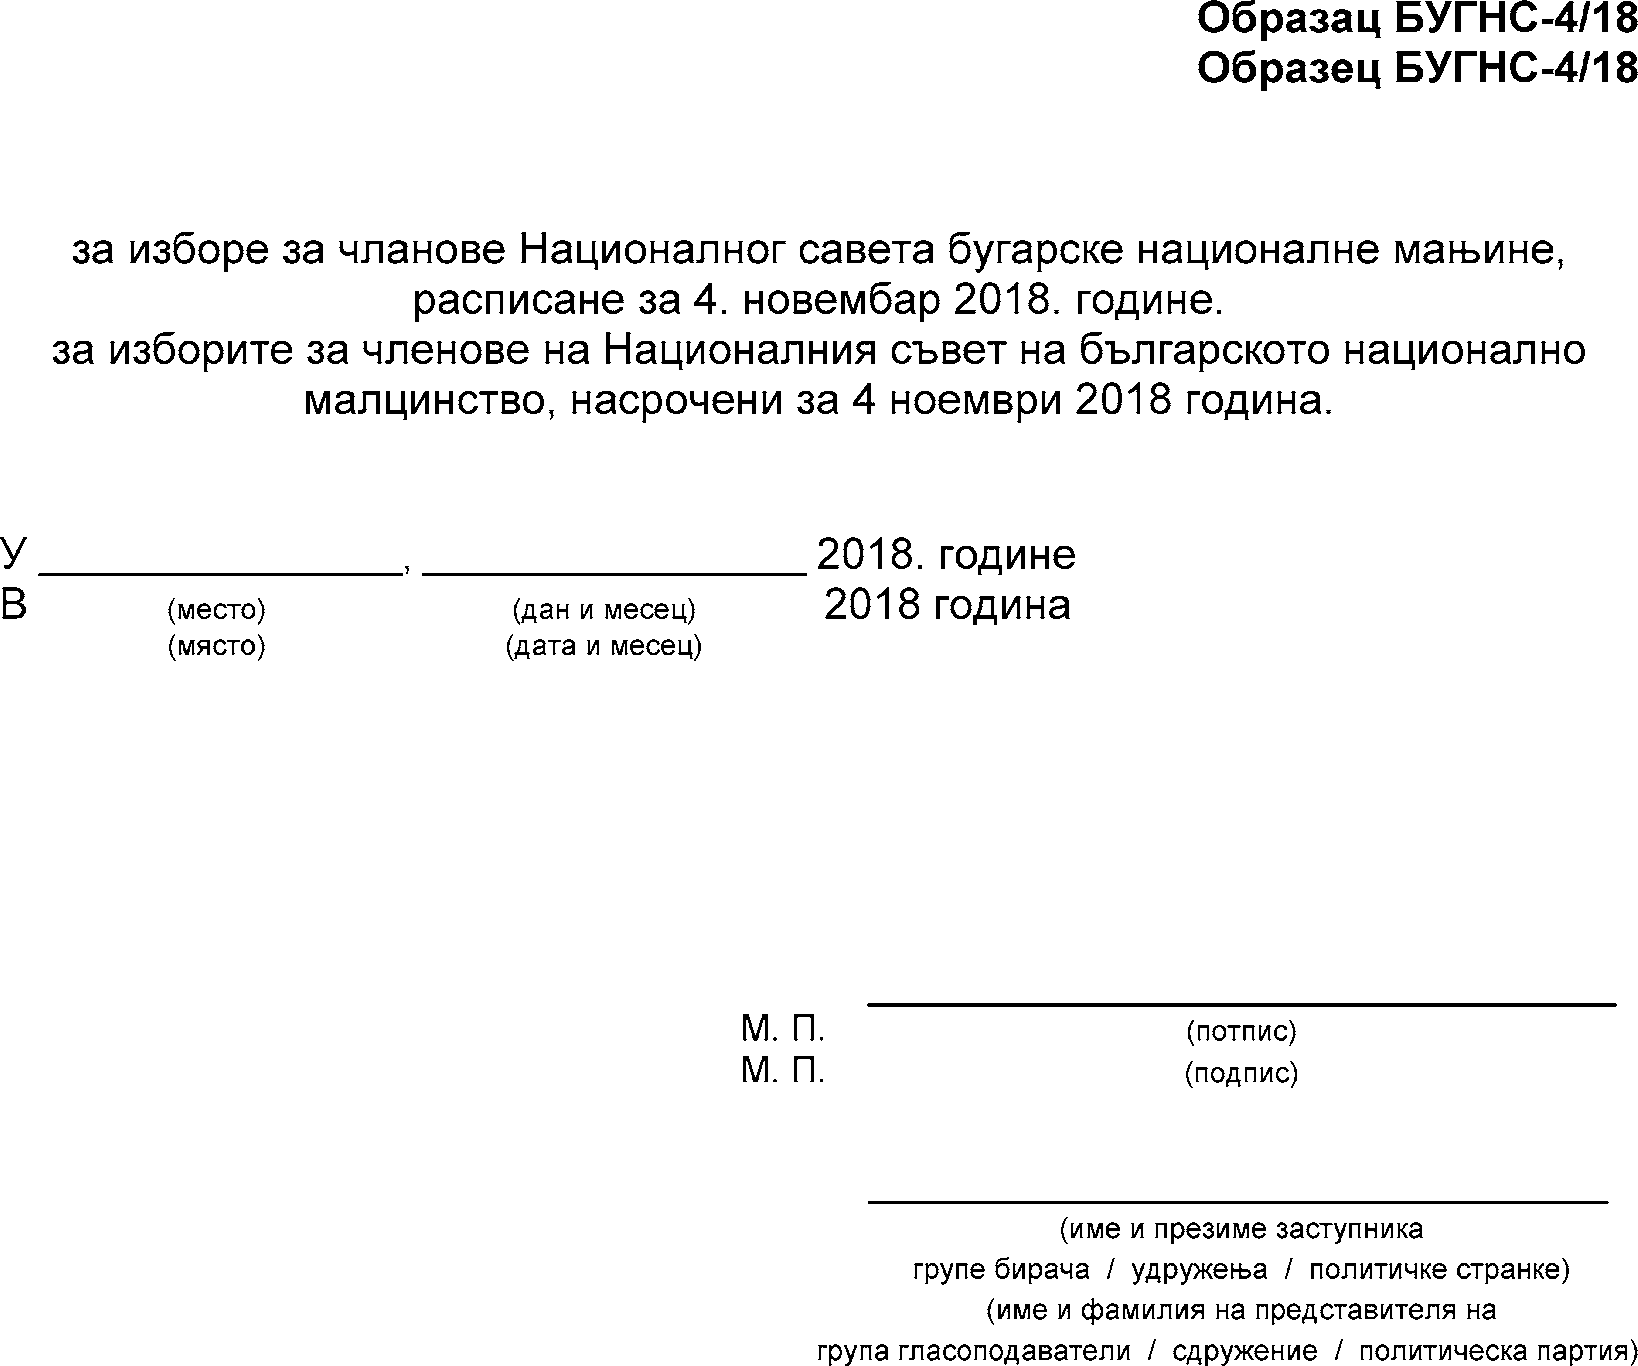 Образац БУГНС-4/18
Образец БУГНС-4/18
за изборе за чланове Националног савета бугарске националне мањине,
расписане за 4. новембар 2018. године.
за изборите за членове на Националния съвет на българското национално
малцинство, насрочени за 4 ноември 2018 година.
У _________________, __________________ 2018. године
В (место) (дан и месец) 2018 година
(място) (дата и месец)
М. П. (потпис)
М. П. (подпис)
(име и презиме заступника
групе бирача / удружења / политичке странке)
(име и фамилия на представителя на
група гласоподаватели / сдружение / политическа партия)